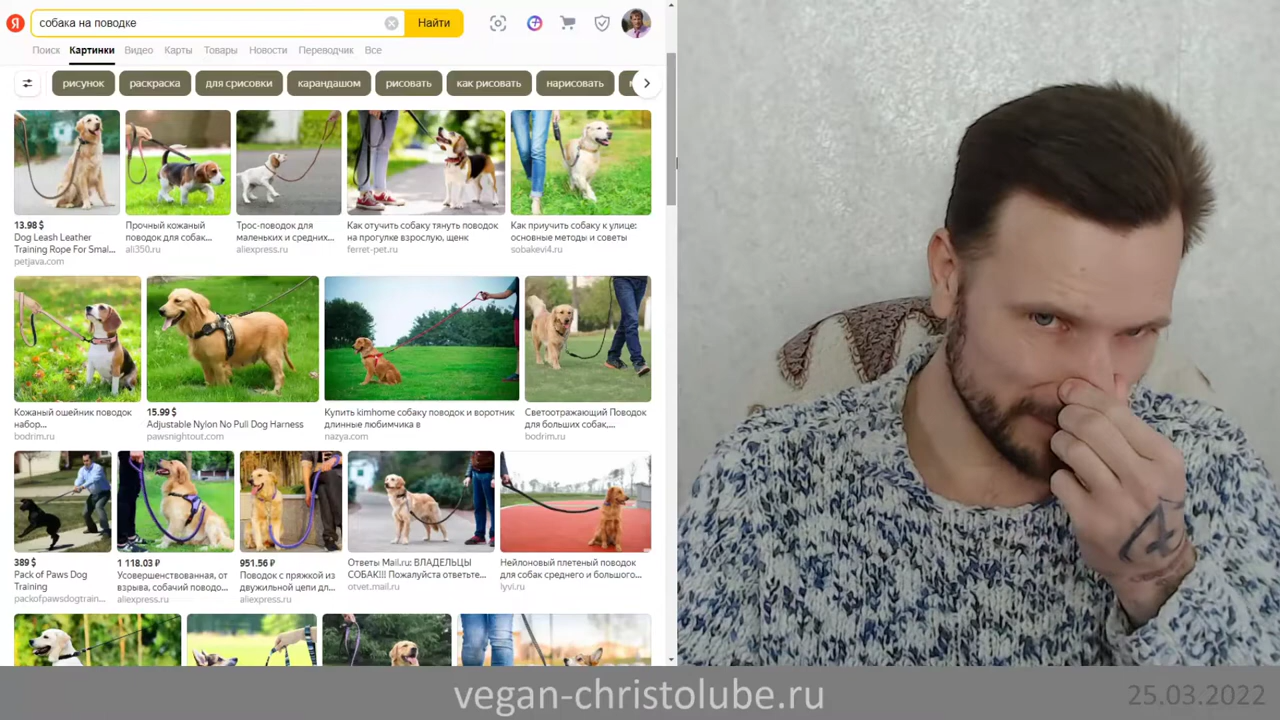 Я
собака на поводке
Найти
Поиск Картинки Видео Карты Товары Новости Переводчик Все
рисунок раскраска для срисовки карандашом рисовать как рисовать нарисовать
13.98 $
Dog Leash Leather
Training Rope For Smal...
petjava.com
Прочный кожаный
поводок для собак...
ali350.ru
Трос-поводок для
маленьких и средних...
aliexpress.ru
Как отучить собаку тянуть поводок
на прогулке взрослую, щенк
ferret-pet.ru
Как приучить собаку к улице:
основные методы и советы
sobakevi4.ru
Кожаный ошейник поводок
набор...
bodrim.ru
15.99 $
Adjustable Nylon No Pull Dog Harness
pawsnightout.com
Купить kimhome собаку поводок и воротник
длинные любимчика в
nazya.com
Светоотражающий Поводок
для больших собак,...
bodrim.ru
389 $
Pack of Paws Dog
Training
packofpawsdogtrain...
1 118.03 ₽
Усовершенствованная, от
взрыва, собачий поводо...
aliexpress.ru
951.56 ₽
Поводок с пряжкой из
двужильной цепи дл...
aliexpress.ru
Ответы Mail.ru: ВЛАДЕЛЬЦЫ
СОБАК!!! Пожалуйста ответьте...
otvet.mail.ru
Нейлоновый плетеный поводок
для собак среднего и большого...
lyvi.ru
vegan-christolube.ru
25.03.2022